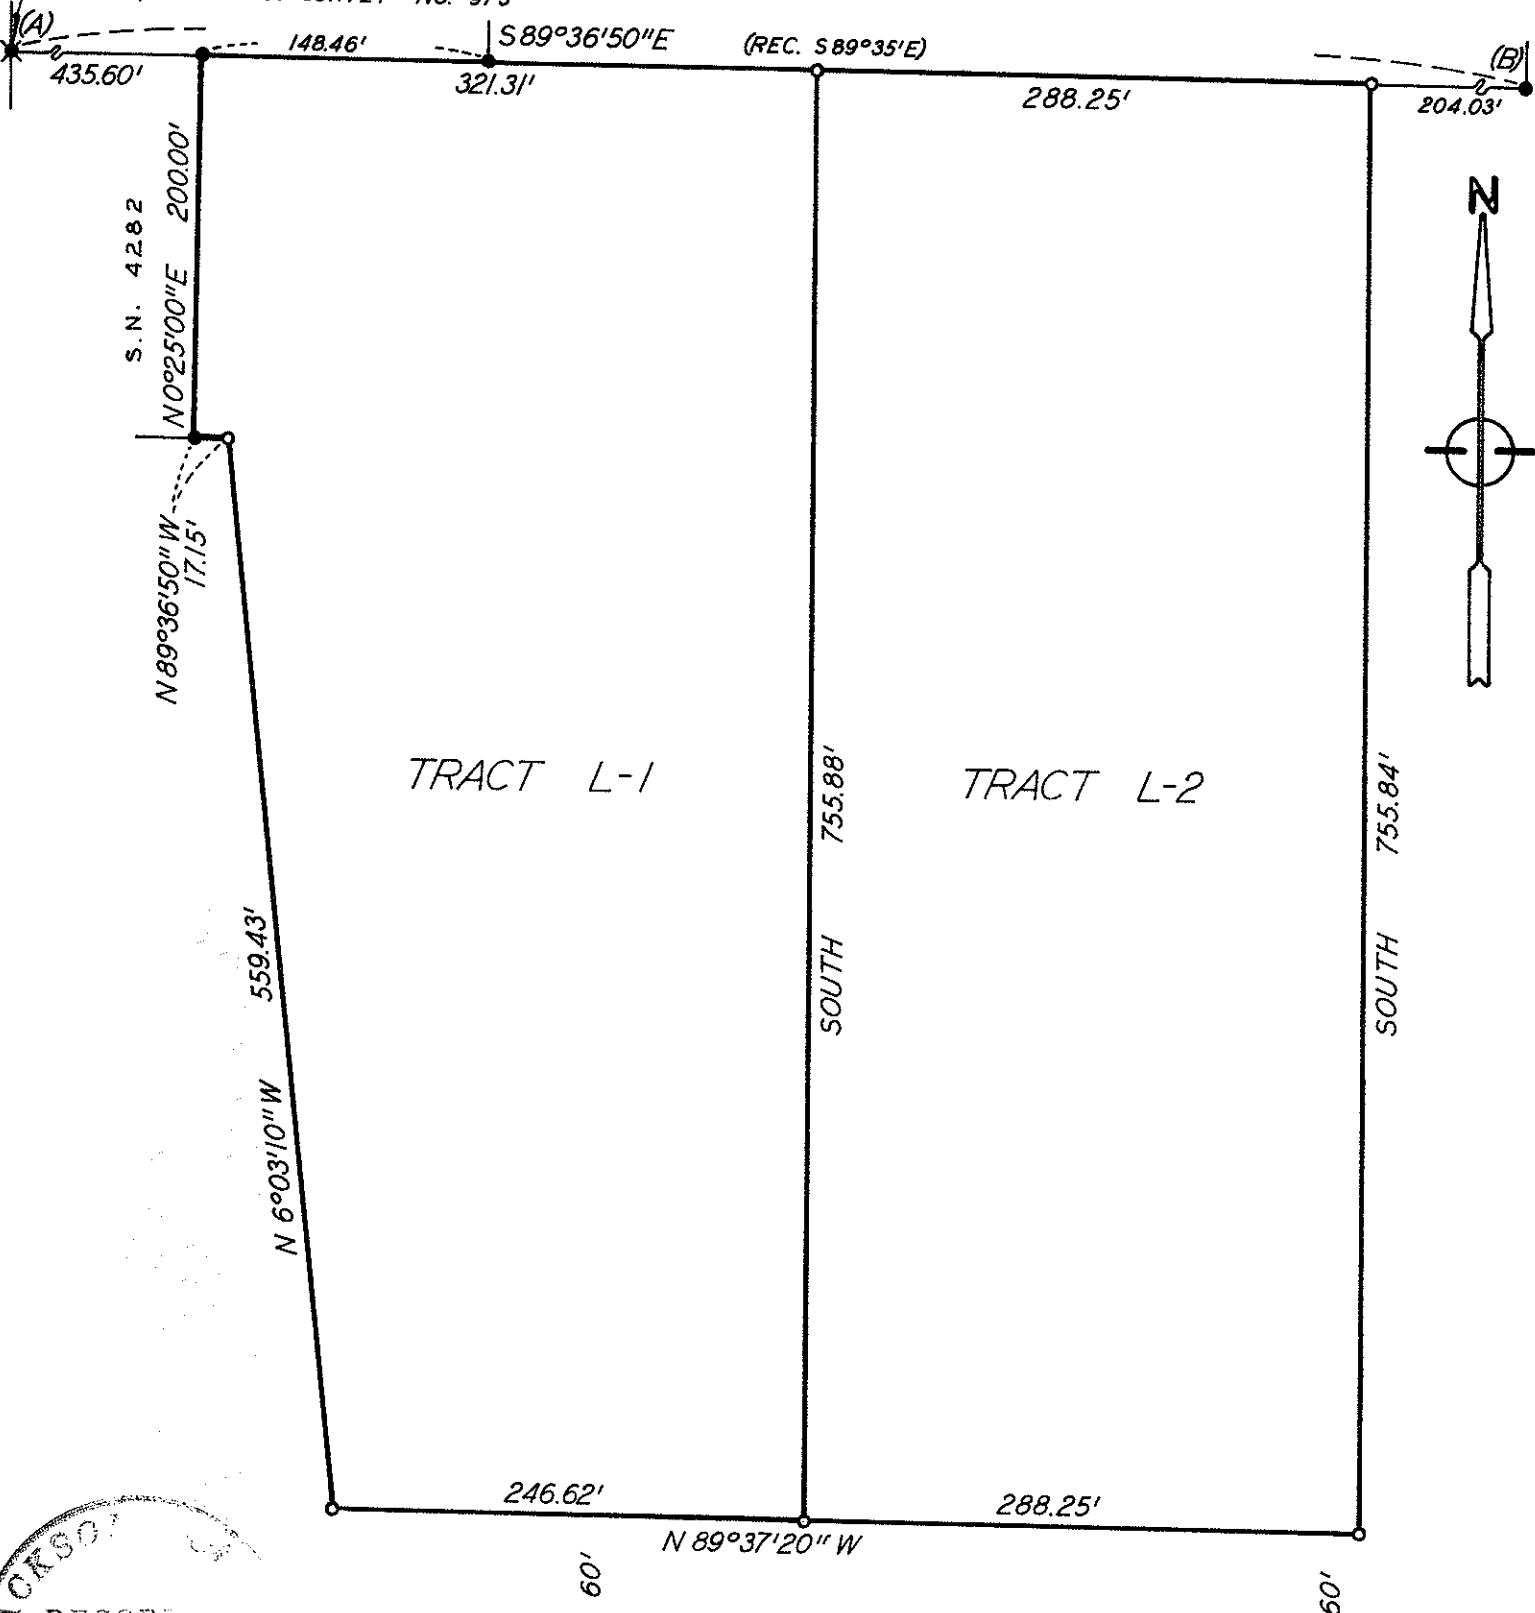 NO. 975
(A)
148.46'
S89°36'50"E
(REC. S89°35'E)
(B)
435.60'
321.31'
288.25'
204.03'
N
S.N. 4282
N0°25'00"E 200.00'
N89°36'50"W
17.15'
TRACT L-1
TRACT L-2
SOUTH 755.88'
SOUTH 755.84'
N 6°03'10"W 559.43'
246.62'
288.25'
N 89°37'20" W
60'
60'